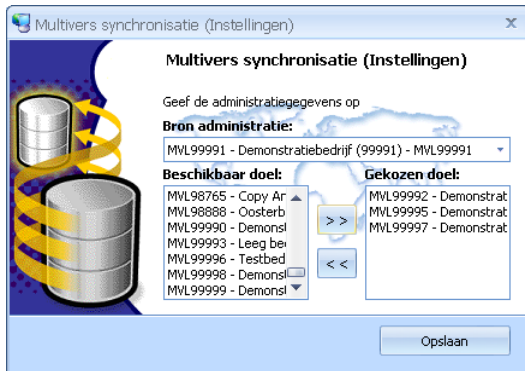 Multivers synchronisatie (Instellingen)
Multivers synchronisatie (Instellingen)
Geef de administratiegegevens op
Bron administratie:
MVL99991 - Demonstratiebedrijf (99991) - MVL99991
Beschikbaar doel:
MVL98765 - Copy Ar
MVL98888 - Oosterb
MVL99990 - Demons
MVL99993 - Leeg be
MVL99996 - Testbed
MVL99998 - Demons
MVL99999 - Demons
>>
<<
Gekozen doel:
MVL99992 - Demonstrat
MVL99995 - Demonstrat
MVL99997 - Demonstrat
Opslaan